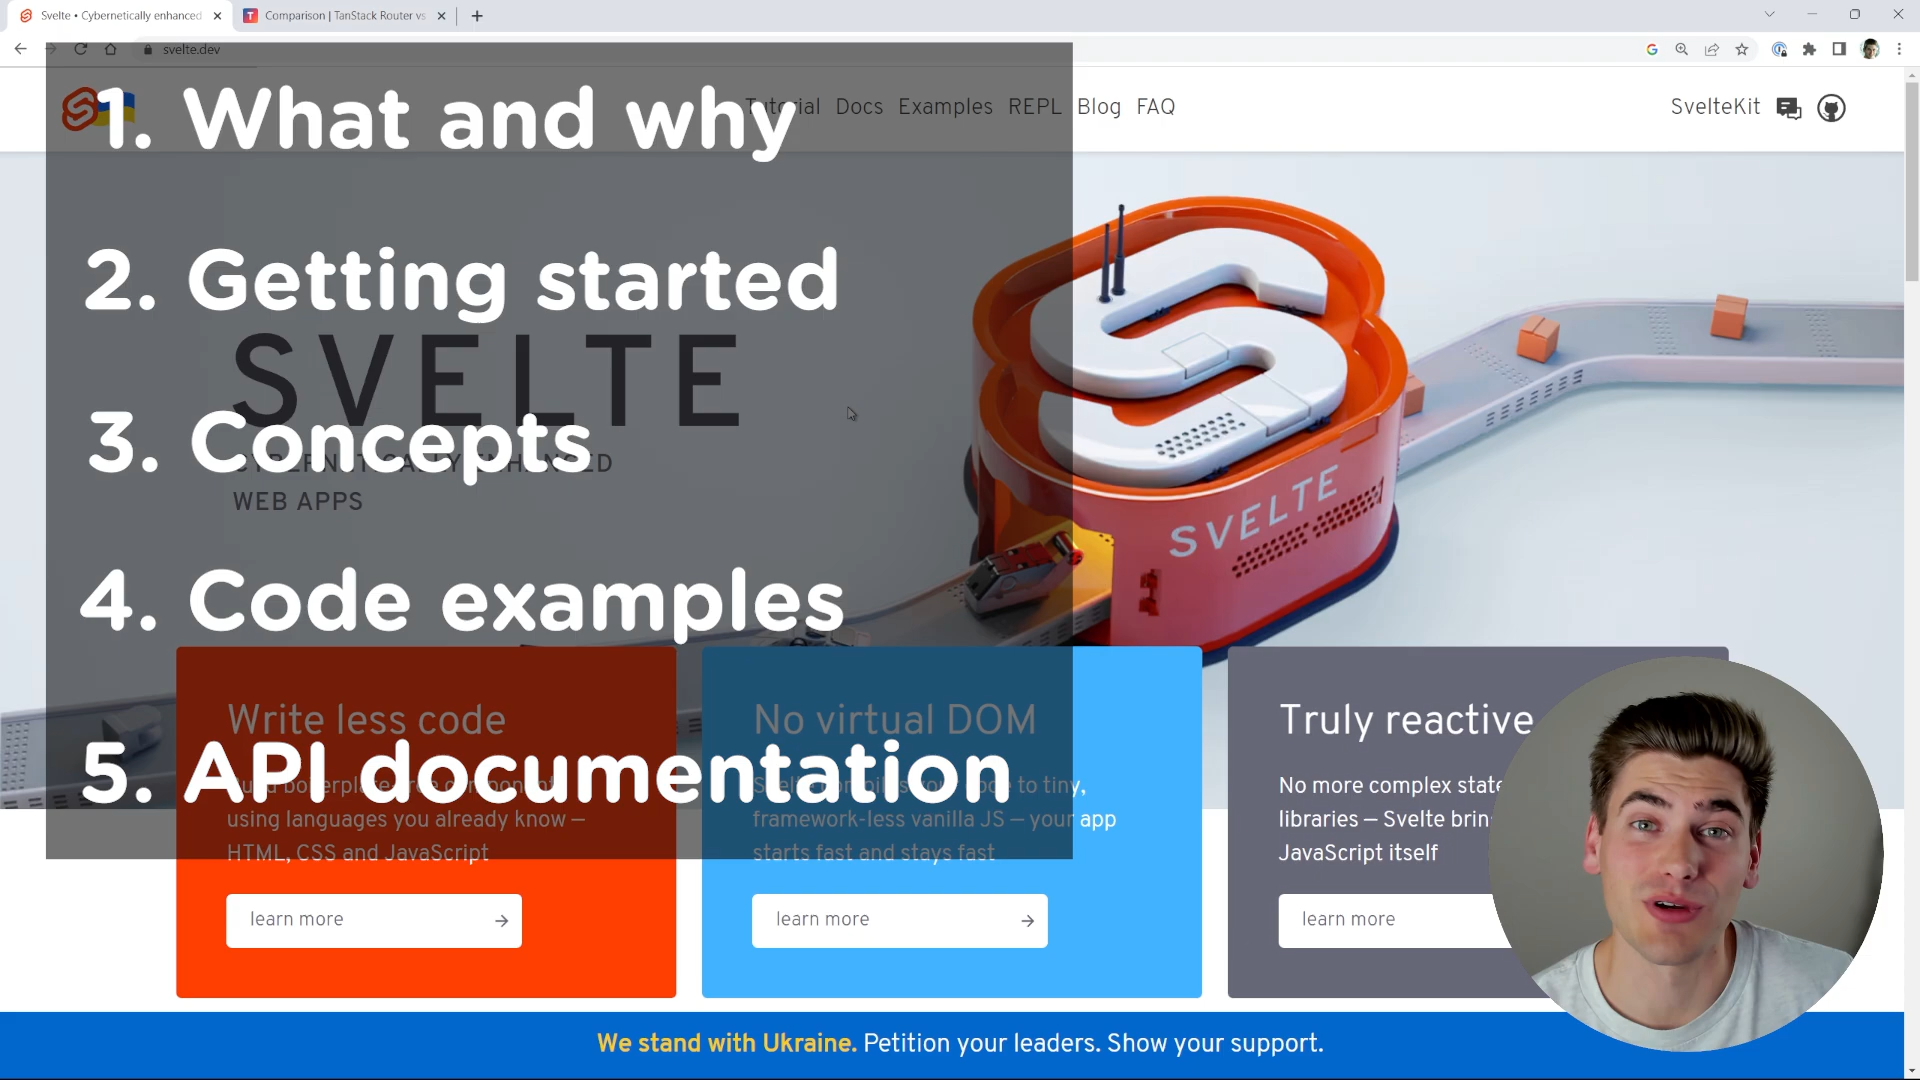 Svelte • Cybernetically enhanced
Comparison | TanStack Router vs
svelte.dev
Tutorial Docs Examples REPL Blog FAQ
SvelteKit
1. What and why
2. Getting started
SVELTE
3. Concepts
CYBERNETICALLY ENHANCED
WEB APPS
4. Code examples
SVELTE
5. API documentation
Write less code
using languages you already know —
HTML, CSS and JavaScript
learn more
No virtual DOM
to tiny,
framework-less vanilla JS — your app
starts fast and stays fast
learn more
Truly reactive
No more complex state
libraries — Svelte
JavaScript itself
learn more
We stand with Ukraine. Petition your leaders. Show your support.